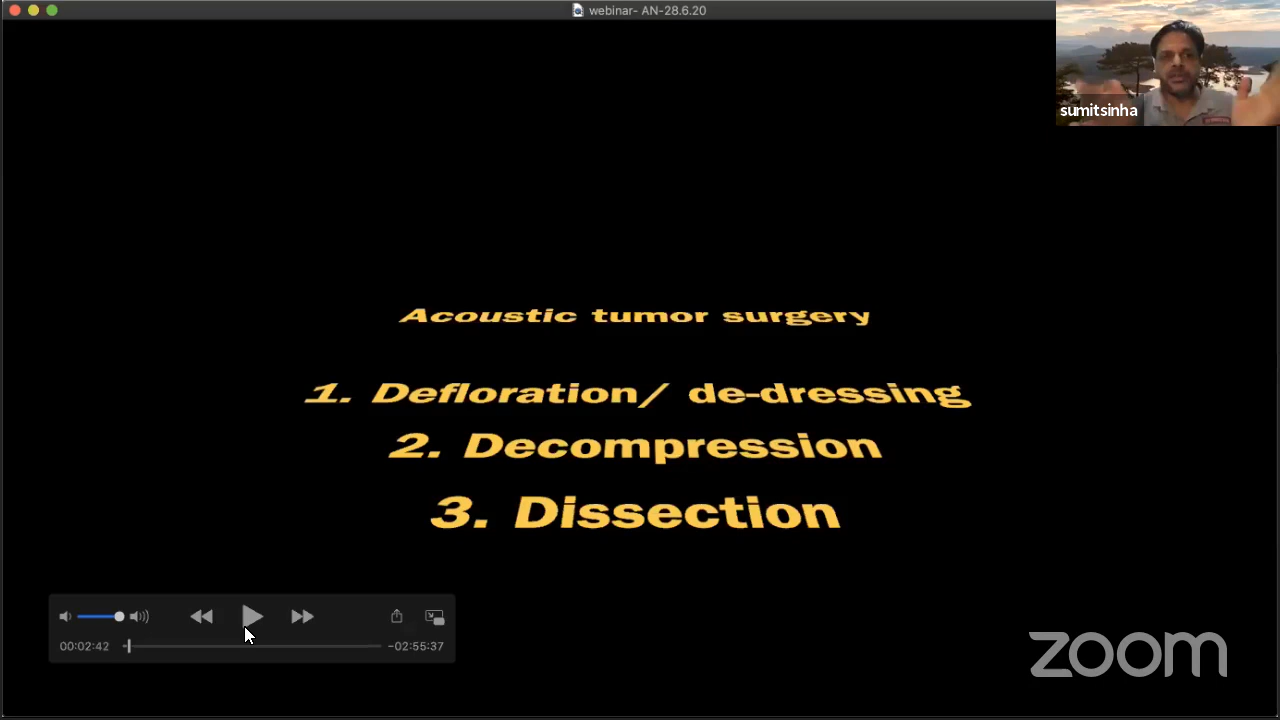 webinar- AN-28.6.20
sumitsinha
Acoustic tumor surgery
1. Defloration/ de-dressing
2. Decompression
3. Dissection
00:02:42
-02:55:37
zoom